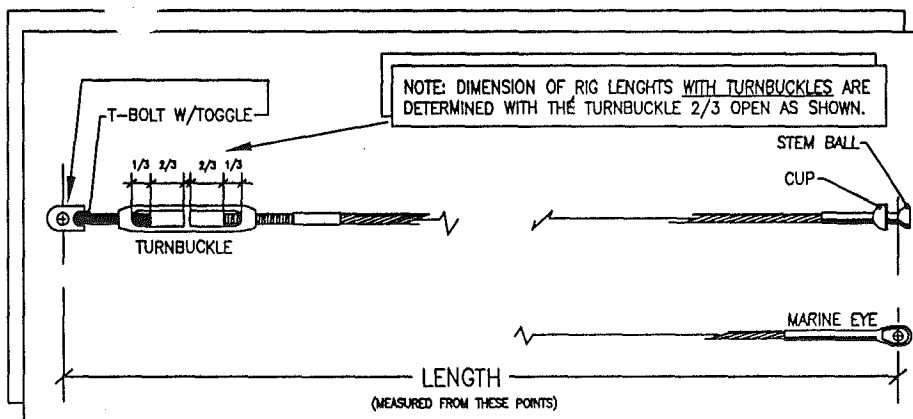 NOTE: DIMENSION OF RIG LENGHTS WITH TURNBUCKLES ARE
DETERMINED WITH THE TURNBUCKLE 2/3 OPEN AS SHOWN.
T-BOLT W/TOGGLE
STEM BALL
1/3 2/3 2/3 1/3
CUP
TURNBUCKLE
MARINE EYE
LENGTH
(MEASURED FROM THESE POINTS)